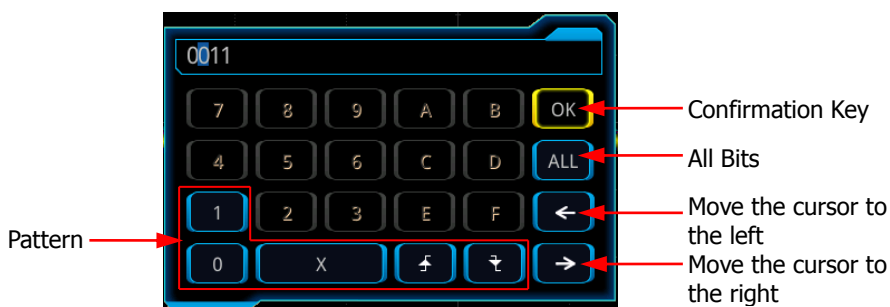 0011
7 8 9 A B OK
Confirmation Key
4 5 6 C D ALL
All Bits
1 2 3 E F
Move the cursor to
the left
Pattern
0 X
Move the cursor to
the right